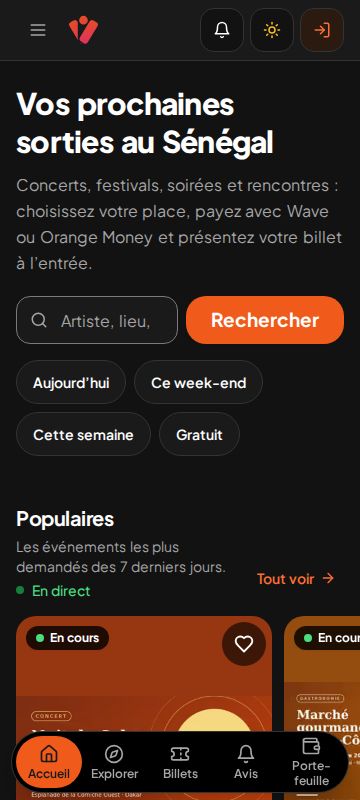 Vos prochaines
sorties au Sénégal
Concerts, festivals, soirées et rencontres :
choisissez votre place, payez avec Wave
ou Orange Money et présentez votre billet
à l’entrée.
Artiste, lieu,
Rechercher
Aujourd’hui
Ce week-end
Cette semaine
Gratuit
Populaires
Les événements les plus
demandés des 7 derniers jours.
En direct
Tout voir
En cours
CONCERT
En cour
GASTRONOMIE
Marché
gourmand
Accueil
Explorer
Billets
Avis
Porte-
feuille
Esplanade de la Corniche Ouest · Dakar